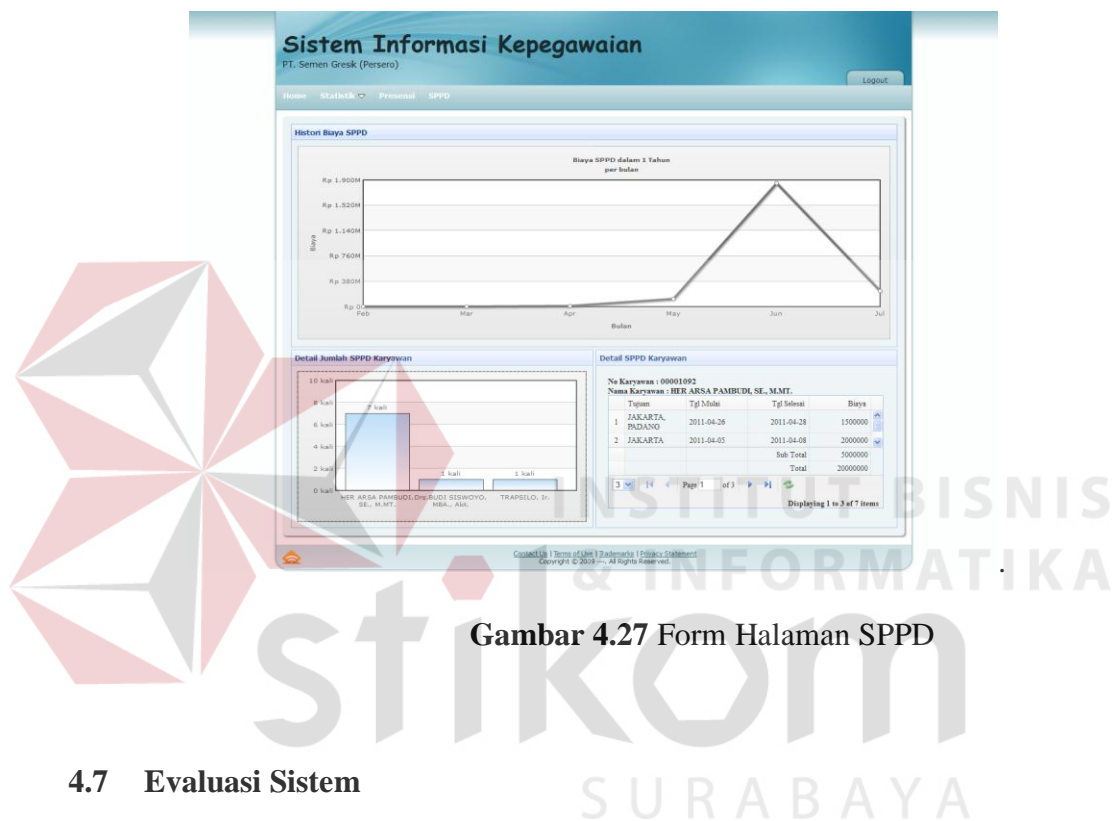 Sistem Informasi Kepegawaian
PT. Semen Gresik (Persero)
Logout
Home Statistik Presensi SPPD
Histori Biaya SPPD
Biaya SPPD dalam 1 Tahun
per bulan
Rp 1.900M
Rp 1.520M
Rp 1.140M
Rp 760M
Rp 380M
Rp 0
Biaya
Feb Mar Apr May Jun Jul
Bulan
Detail Jumlah SPPD Karyawan
10 kali
8 kali
6 kali
4 kali
2 kali
0 kali
7 kali
1 kali
1 kali
HER ARSA PAMBUDI,
SE., M.MT.
Drs.BUDI SISWOYO,
MBA., Akt.
TRAPSILO, Ir.
Detail SPPD Karyawan
No Karyawan : 00001092
Nama Karyawan : HER ARSA PAMBUDI, SE., M.MT.
Tujuan Tgl Mulai Tgl Selesai Biaya
1 JAKARTA, PADANG 2011-04-26 2011-04-28 1500000
2 JAKARTA 2011-04-05 2011-04-08 2000000
Sub Total 5000000
Total 20000000
3 Page 1 of 3
Displaying 1 to 3 of 7 items
Contact Us | Terms of Use | Trademarks | Privacy Statement
Copyright © 2009 ---. All Rights Reserved.
.
INSTITUT BISNIS
& INFORMATIKA
stikom
SURABAYA
Gambar 4.27 Form Halaman SPPD
4.7 Evaluasi Sistem